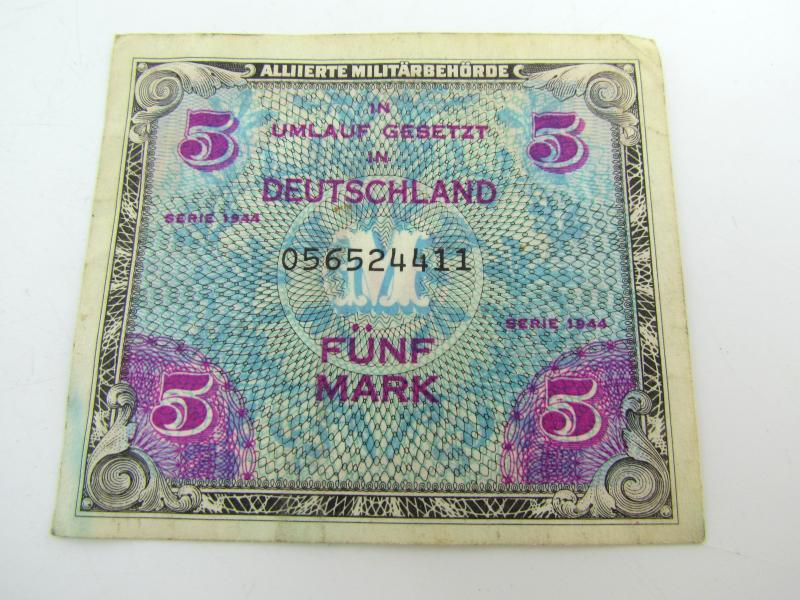 ALLIIERTE MILITÄRBEHÖRDE
5 5
IN
UMLAUF GESETZT
IN
DEUTSCHLAND
SERIE 1944
M
056524411
SERIE 1944
FÜNF
MARK
5 5